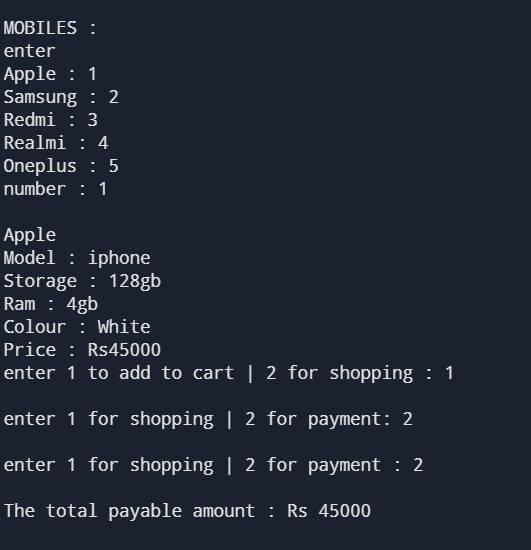 MOBILES :
enter
Apple : 1
Samsung : 2
Redmi : 3
Realmi : 4
Oneplus : 5
number : 1
Apple
Model : iphone
Storage : 128gb
Ram : 4gb
Colour : White
Price : Rs45000
enter 1 to add to cart | 2 for shopping : 1
enter 1 for shopping | 2 for payment: 2
enter 1 for shopping | 2 for payment : 2
The total payable amount : Rs 45000